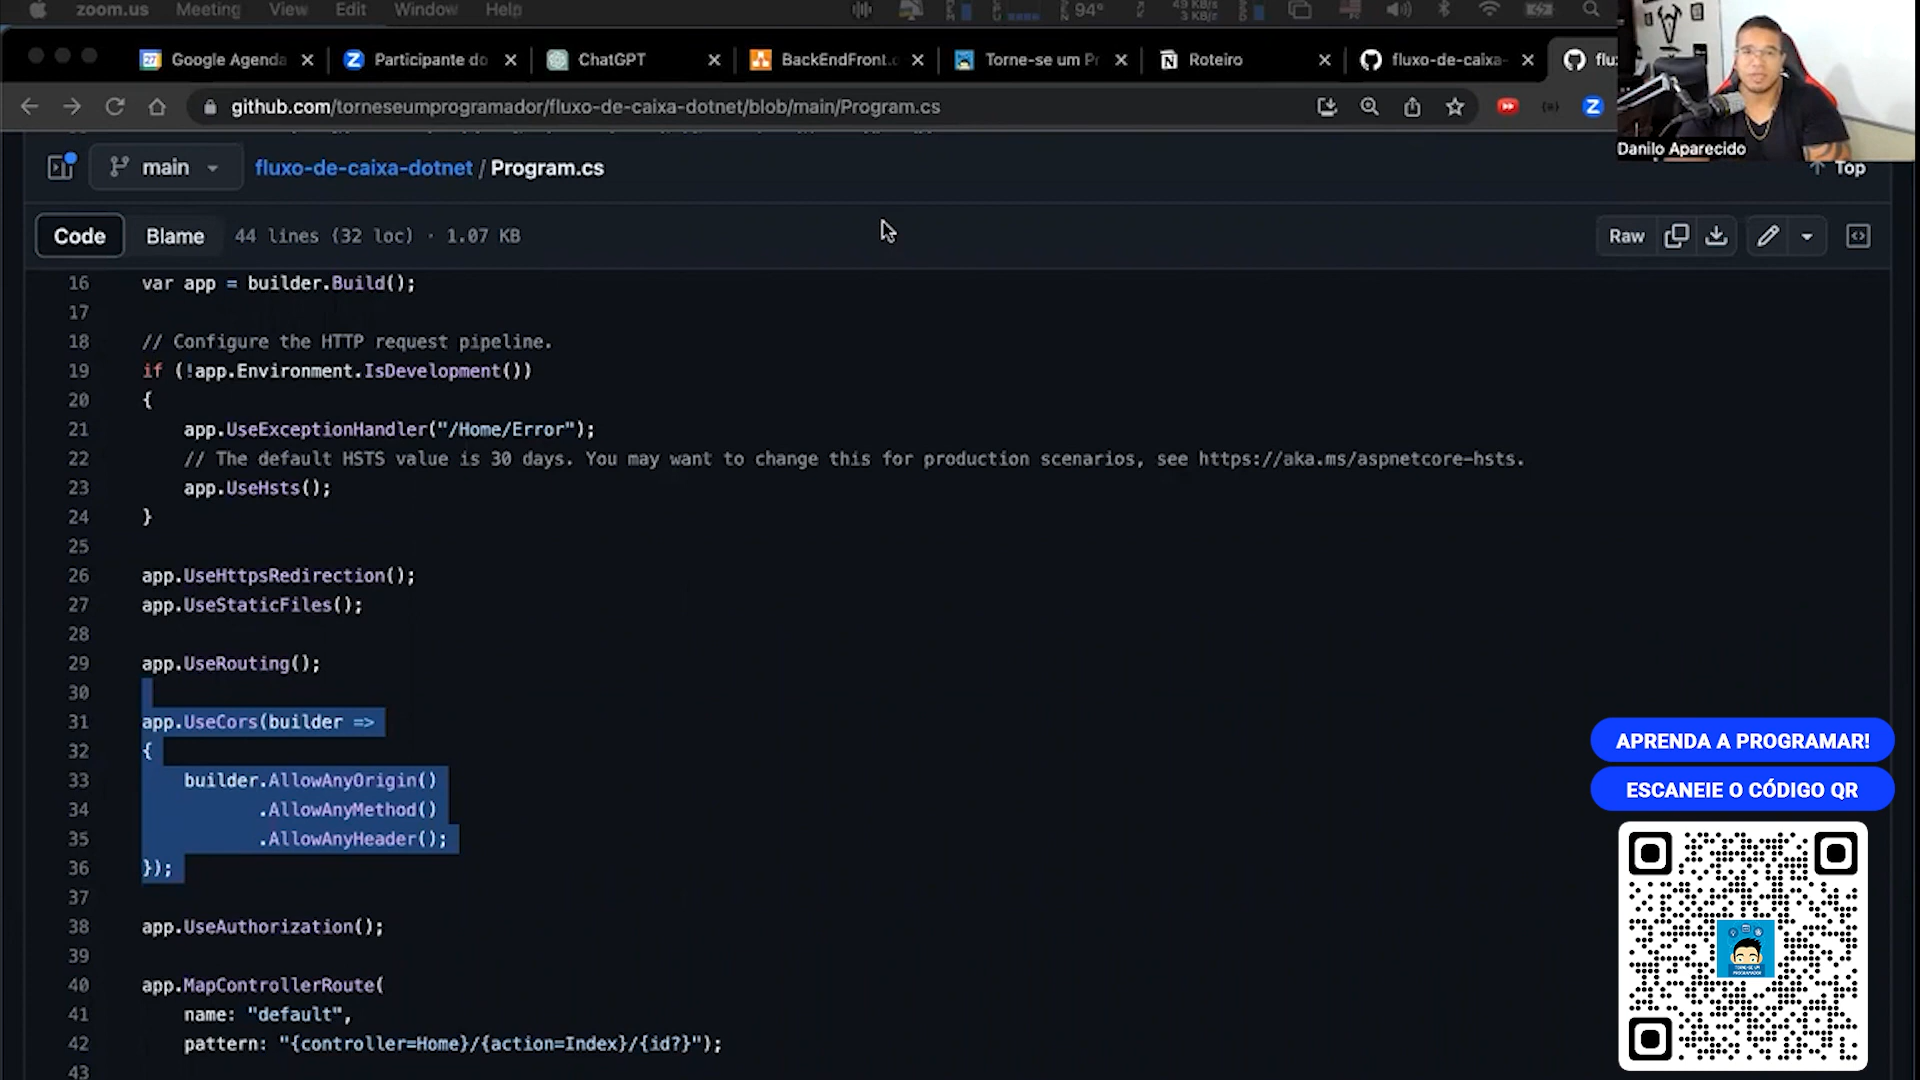 zoom.us Meeting View Edit Window Help 94° 49 KB/s
3 KB/s
Google Agenda Participante do ChatGPT BackEndFront. Torne-se um Pr Roteiro fluxo-de-caixa- flu
github.com/torneseumprogramador/fluxo-de-caixa-dotnet/blob/main/Program.cs
Danilo Aparecido
main fluxo-de-caixa-dotnet / Program.cs Top
Code Blame 44 lines (32 loc) · 1.07 KB Raw
16 var app = builder.Build();
17
18 // Configure the HTTP request pipeline.
19 if (!app.Environment.IsDevelopment())
20 {
21 app.UseExceptionHandler("/Home/Error");
22 // The default HSTS value is 30 days. You may want to change this for production scenarios, see https://aka.ms/aspnetcore-hsts.
23 app.UseHsts();
24 }
25
26 app.UseHttpsRedirection();
27 app.UseStaticFiles();
28
29 app.UseRouting();
30
31 app.UseCors(builder =>
32 {
33 builder.AllowAnyOrigin()
34 .AllowAnyMethod()
35 .AllowAnyHeader();
36 });
37
38 app.UseAuthorization();
39
40 app.MapControllerRoute(
41 name: "default",
42 pattern: "{controller=Home}/{action=Index}/{id?}");
43
APRENDA A PROGRAMAR!
ESCANEIE O CÓDIGO QR